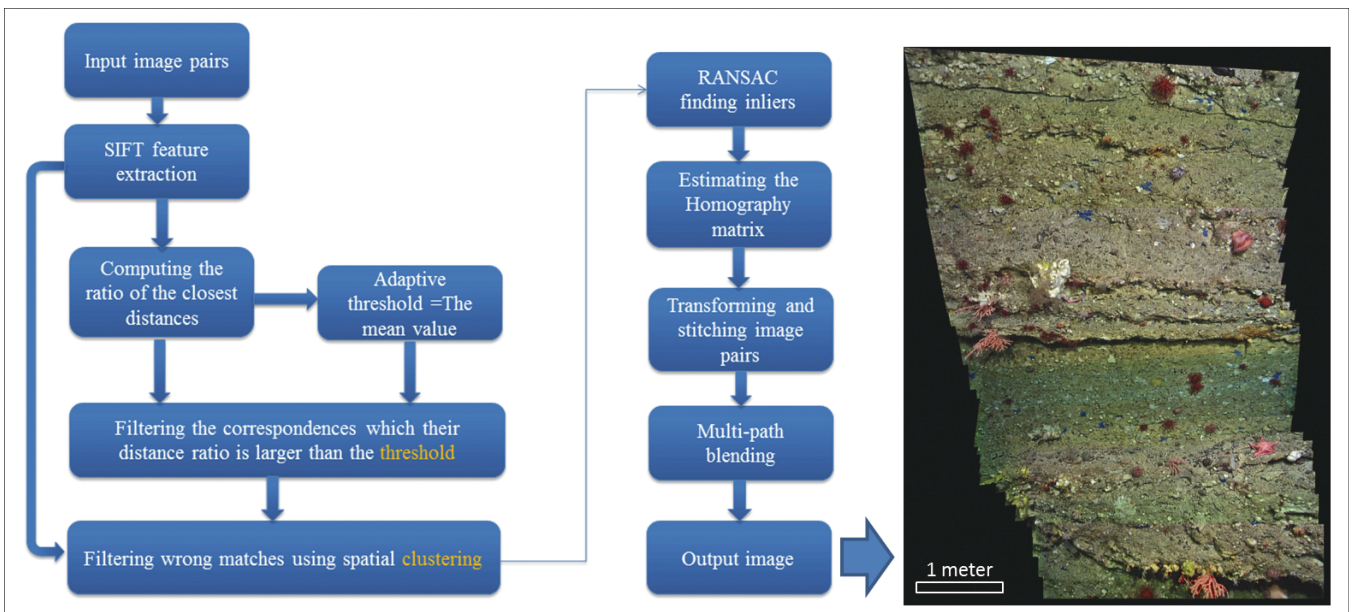 Input image pairs
SIFT feature
extraction
Computing the
ratio of the closest
distances
Adaptive
threshold =The
mean value
Filtering the correspondences which their
distance ratio is larger than the threshold
Filtering wrong matches using spatial clustering
RANSAC
finding inliers
Estimating the
Homography
matrix
Transforming and
stitching image
pairs
Multi-path
blending
Output image
1 meter